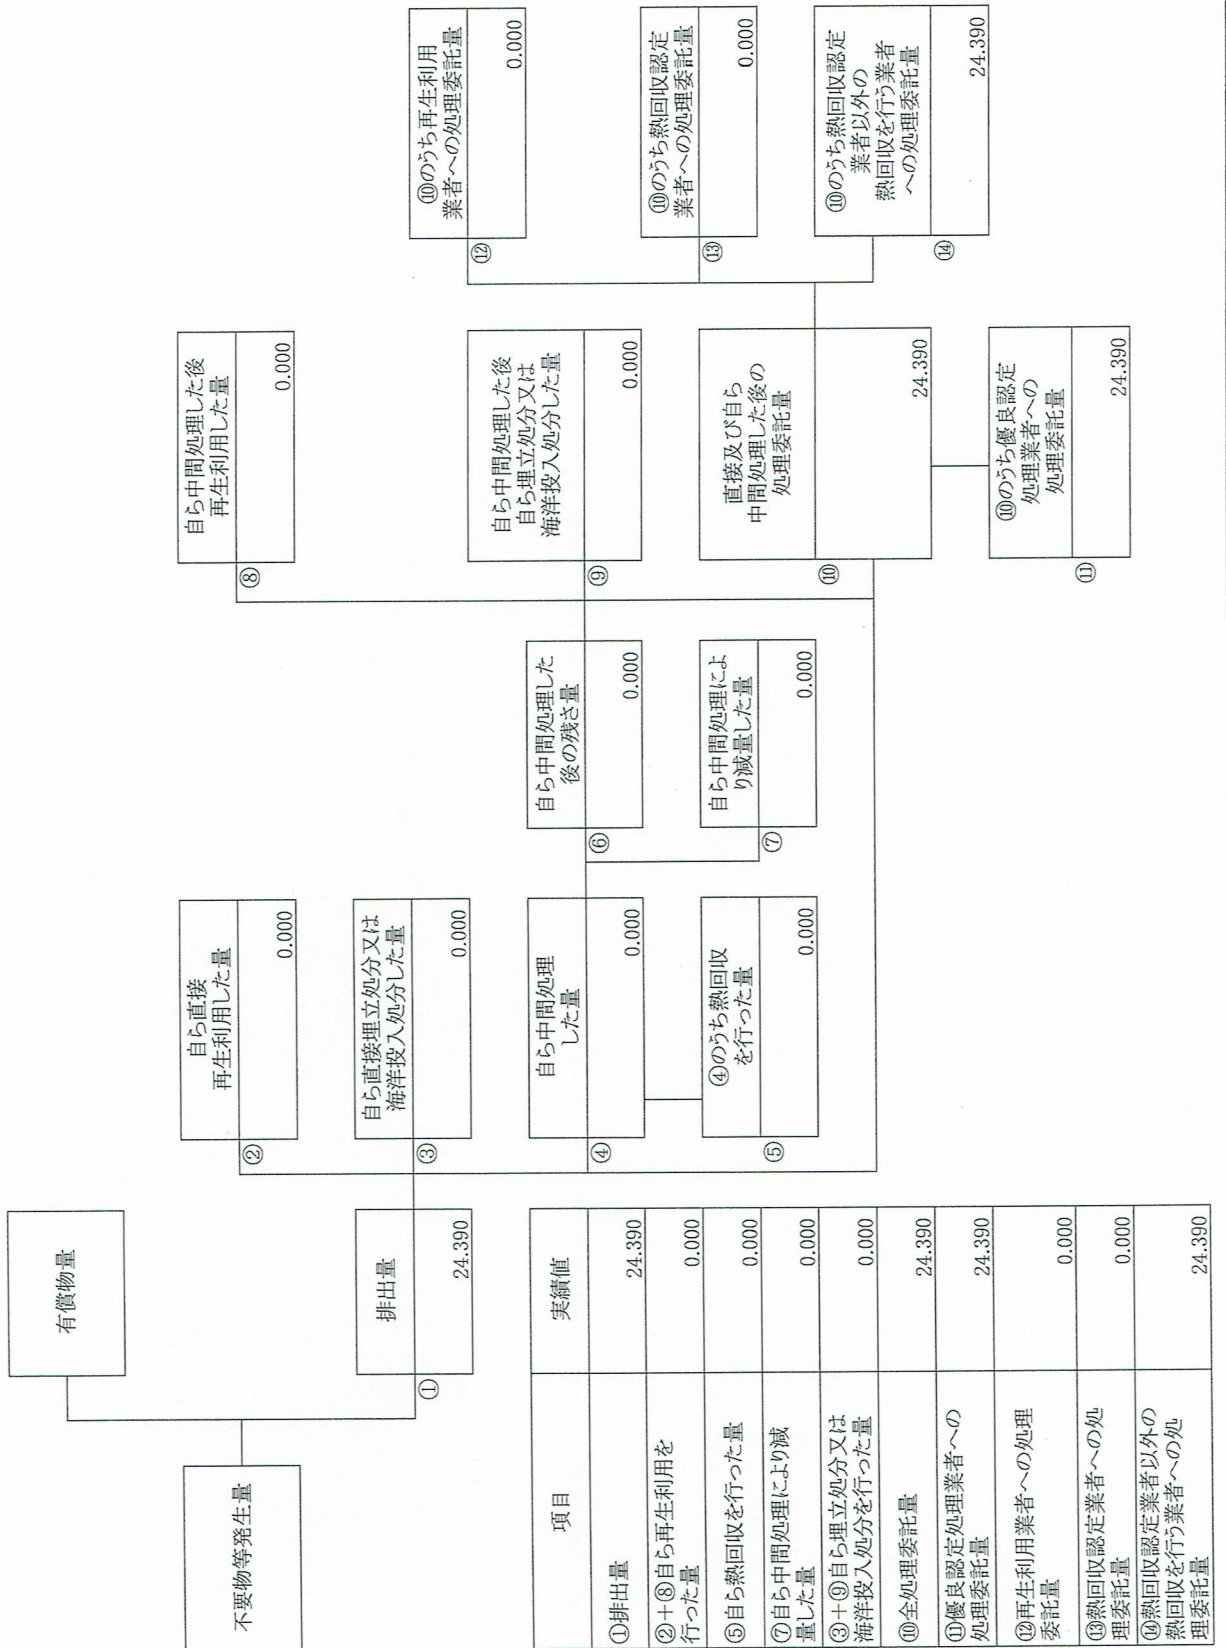 不要物等発生量
有償物量
①
排出量
24.390
②
自ら直接
再生利用した量
0.000
③
自ら直接埋立処分又は
海洋投入処分した量
0.000
④
自ら中間処理
した量
0.000
⑤
④のうち熱回収
を行った量
0.000
⑥
自ら中間処理した
後の残さ量
0.000
⑦
自ら中間処理によ
り減量した量
0.000
⑧
自ら中間処理した後
再生利用した量
0.000
⑨
自ら中間処理した後
自ら埋立処分又は
海洋投入処分した量
0.000
⑩
直接及び自ら
中間処理した後の
処理委託量
24.390
⑪
⑩のうち優良認定
処理業者への
処理委託量
24.390
⑫
⑩のうち再生利用
業者への処理委託量
0.000
⑬
⑩のうち熱回収認定
業者への処理委託量
0.000
⑭
⑩のうち熱回収認定
業者以外の
熱回収を行う業者
への処理委託量
24.390
項目
実績値
①排出量
24.390
②+⑧自ら再生利用を
行った量
0.000
⑤自ら熱回収を行った量
0.000
⑦自ら中間処理により減
量した量
0.000
③+⑨自ら埋立処分又は
海洋投入処分を行った量
0.000
⑩全処理委託量
24.390
⑪優良認定処理業者への
処理委託量
24.390
⑫再生利用業者への処理
委託量
0.000
⑬熱回収認定業者への処
理委託量
0.000
⑭熱回収認定業者以外の
熱回収を行う業者への処
理委託量
24.390